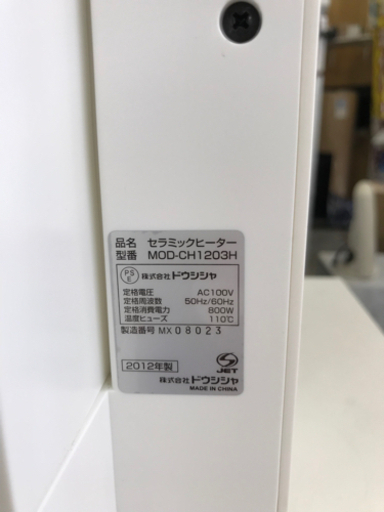 品名 セラミックヒーター
型番 MOD-CH1203H
PSE 株式会社ドウシシャ
定格電圧 AC100V
定格周波数 50Hz/60Hz
定格消費電力 800W
温度ヒューズ 110℃
製造番号 MX08023
2012年製
JET
株式会社ドウシシャ
MADE IN CHINA